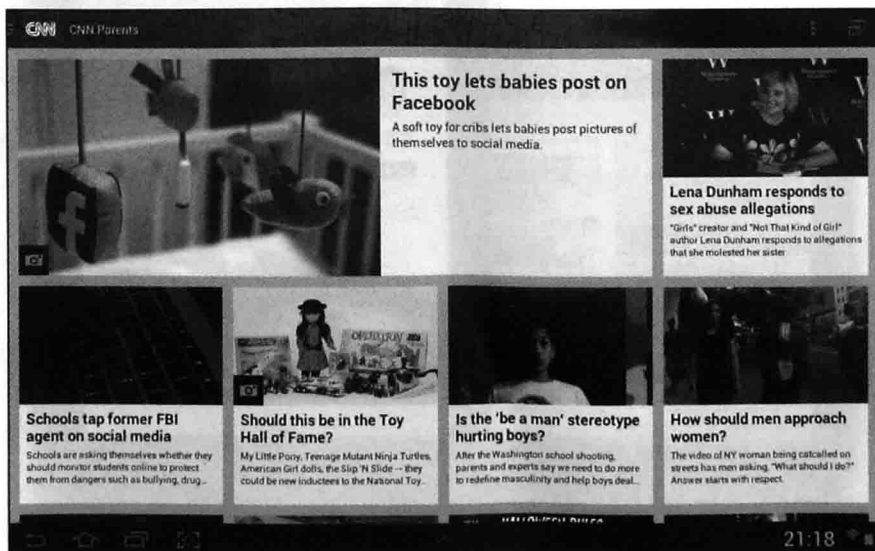 CNN CNN Parents
This toy lets babies post on
Facebook
A soft toy for cribs lets babies post pictures of
themselves to social media.
f
W
Lena Dunham responds to
sex abuse allegations
"Girls" creator and "Not That Kind of Girl"
author Lena Dunham responds to allegations
that she molested her sister
OPERATION
Schools tap former FBI
agent on social media
Schools are asking themselves whether they
should monitor students online to protect
them from dangers such as bullying, drug...
Should this be in the Toy
Hall of Fame?
My Little Pony, Teenage Mutant Ninja Turtles,
American Girl dolls, the Slip 'N Slide -- they
could be new inductees to the National Toy...
Is the 'be a man' stereotype
hurting boys?
After the Washington school shooting,
parents and experts say we need to do more
to redefine masculinity and help boys deal...
How should men approach
women?
The video of NY woman being catcalled on
streets has men asking, "What should I do?"
Answer starts with respect.
HALLOWEEN RULES
21:18